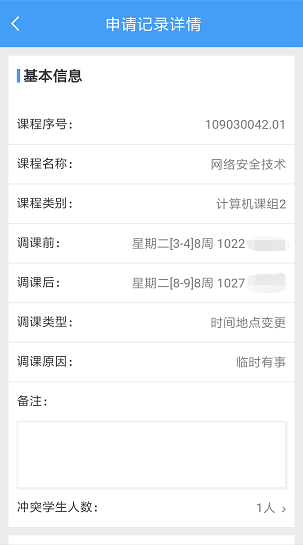 申请记录详情
基本信息
课程序号: 109030042.01
课程名称: 网络安全技术
课程类别: 计算机课组2
调课前: 星期二[3-4]8周 1022
调课后: 星期二[8-9]8周 1027
调课类型: 时间地点变更
调课原因: 临时有事
备注:
冲突学生人数: 1人 >